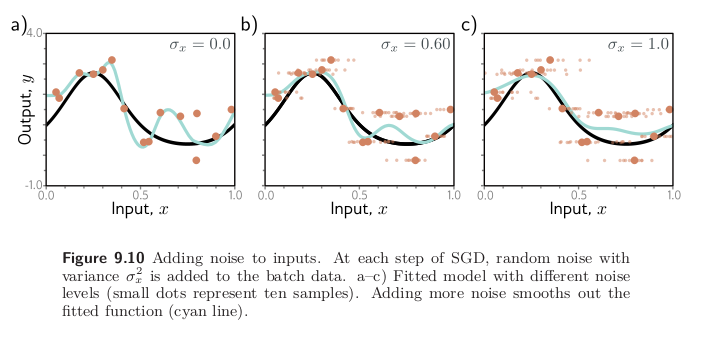 a) b) c)
4.0 σₓ = 0.0 σₓ = 0.60 σₓ = 1.0
Output, y
-1.0
0.0 0.5 1.0 0.0 0.5 1.0 0.0 0.5 1.0
Input, x Input, x Input, x
Figure 9.10 Adding noise to inputs. At each step of SGD, random noise with
variance σ²ₓ is added to the batch data. a–c) Fitted model with different noise
levels (small dots represent ten samples). Adding more noise smooths out the
fitted function (cyan line).